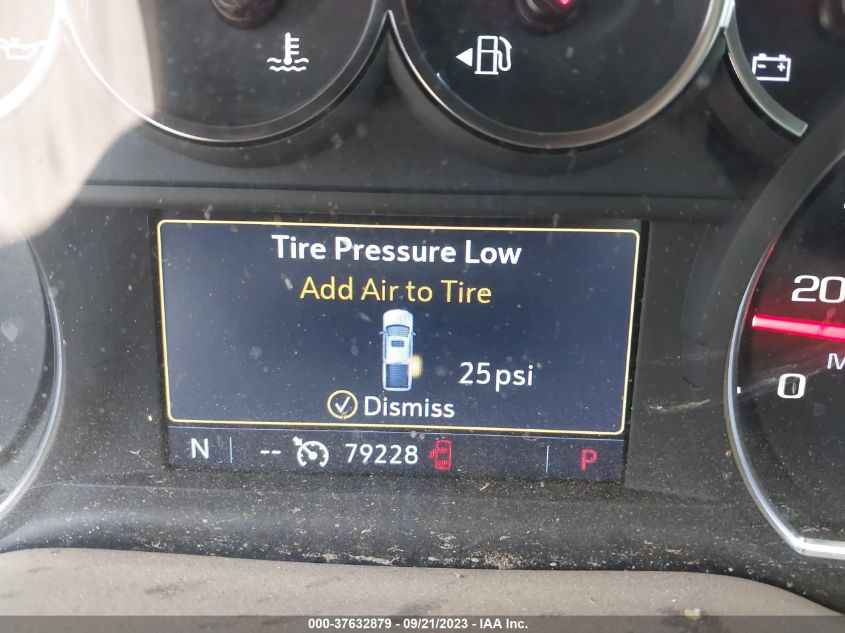 Tire Pressure Low
Add Air to Tire
25psi
Dismiss
N -- 79228 P
20
0
M
000-37632879 - 09/21/2023 - IAA Inc.